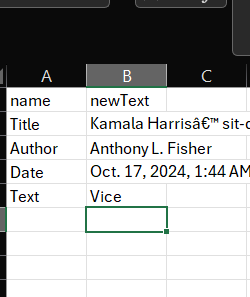 A B C
name newText
Title Kamala Harrisâ€™ sit-
Author Anthony L. Fisher
Date Oct. 17, 2024, 1:44 AM
Text Vice